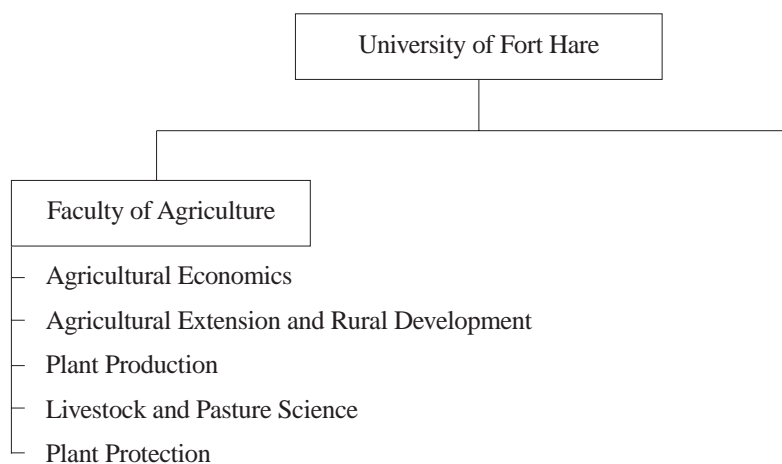 University of Fort Hare
Faculty of Agriculture
Agricultural Economics
Agricultural Extension and Rural Development
Plant Production
Livestock and Pasture Science
Plant Protection